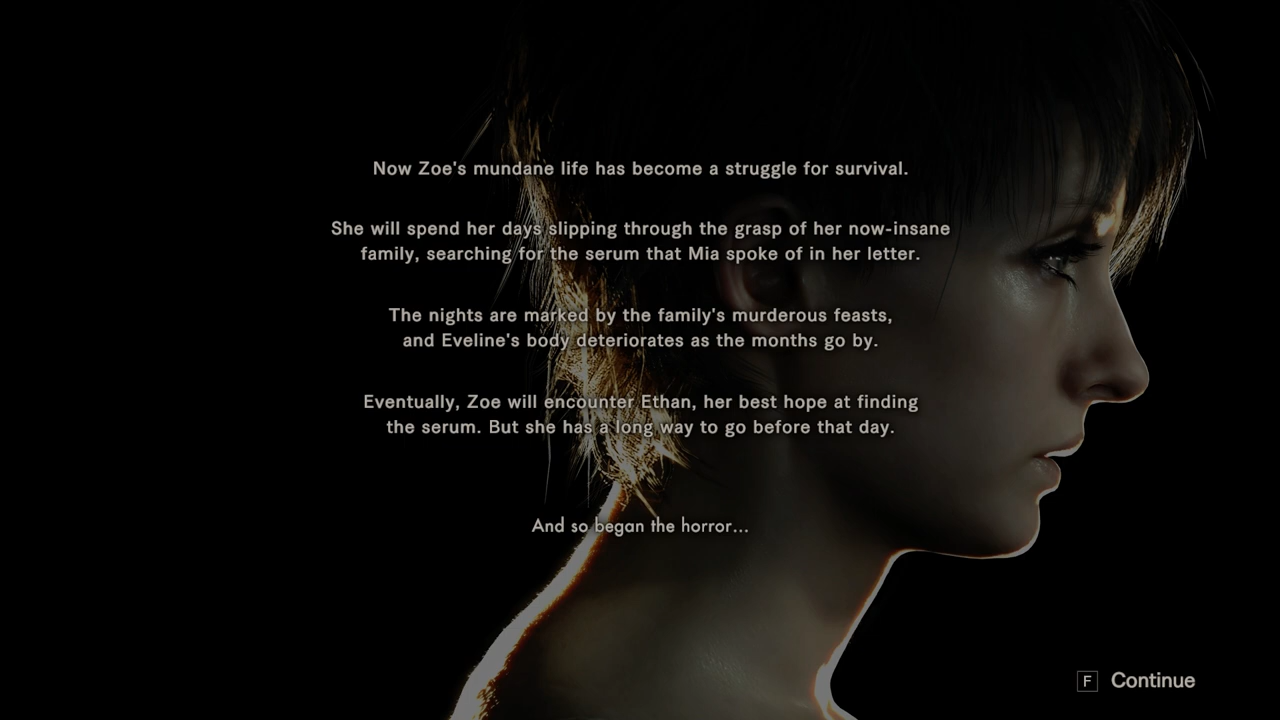 Now Zoe's mundane life has become a struggle for survival.
She will spend her days slipping through the grasp of her now-insane
family, searching for the serum that Mia spoke of in her letter.
The nights are marked by the family's murderous feasts,
and Eveline's body deteriorates as the months go by.
Eventually, Zoe will encounter Ethan, her best hope at finding
the serum. But she has a long way to go before that day.
And so began the horror...
F Continue